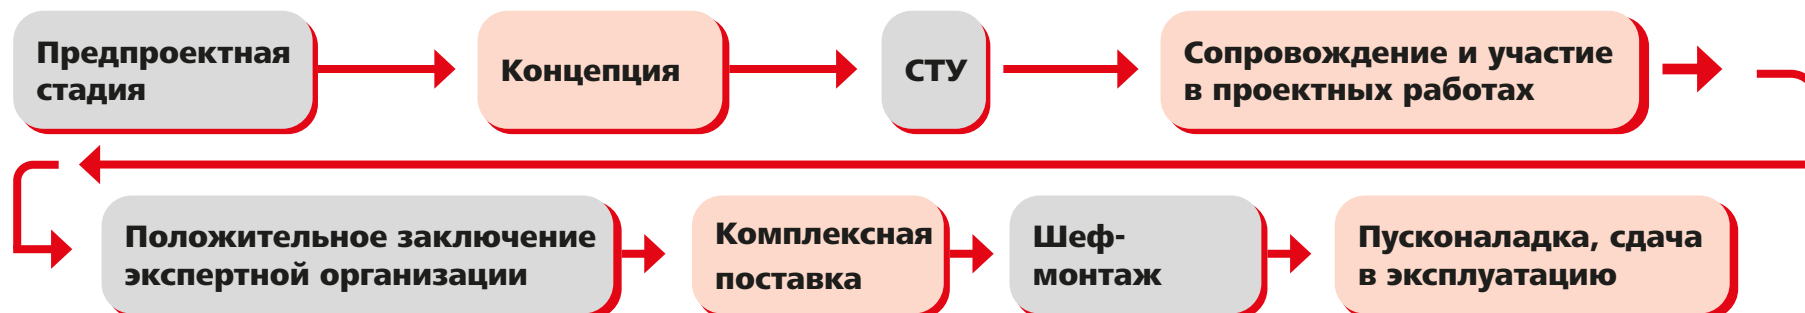 Предпроектная
стадия
Концепция
СТУ
Сопровождение и участие
в проектных работах
Положительное заключение
экспертной организации
Комплексная
поставка
Шеф-
монтаж
Пусконаладка, сдача
в эксплуатацию